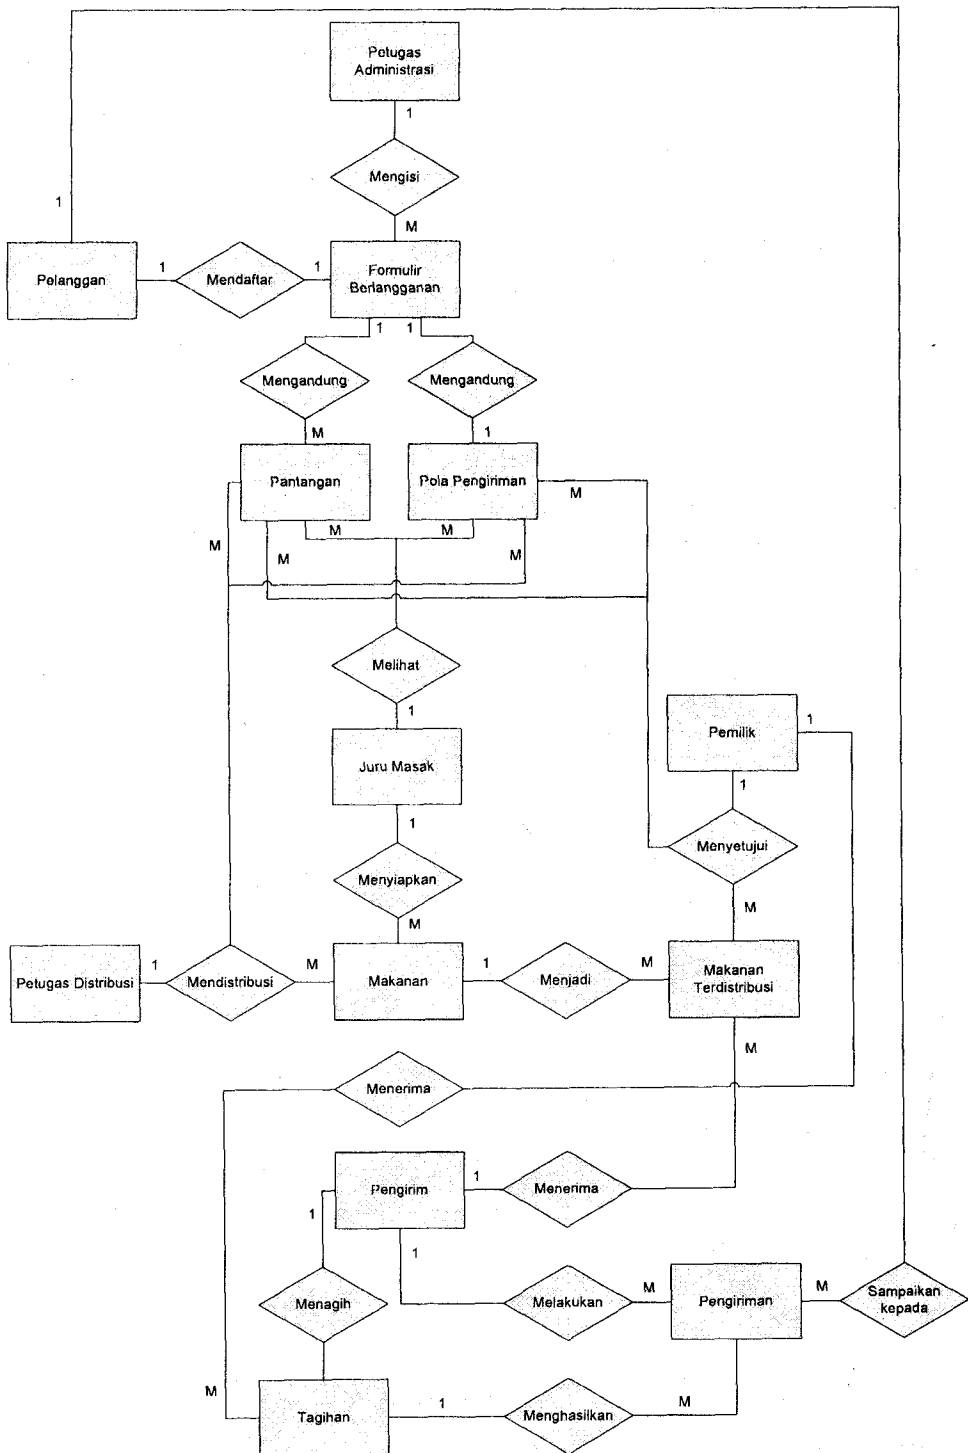 Petugas
Administrasi
1
Mengisi
1
M
Pelanggan
1
Mendaftar
1
Formulir
Berlangganan
1
1
Mengandung
Mengandung
M
1
Pantangan
Pola Pengiriman
M
M
M
M
M
M
Melihat
1
Pemilik
1
Juru Masak
1
1
Menyetujui
Menyiapkan
M
M
Petugas Distribusi
1
Mendistribusi
M
Makanan
1
Menjadi
M
Makanan
Terdistribusi
M
Menerima
Pengirim
1
Menerima
1
1
Menagih
Melakukan
M
Pengiriman
M
Sampaikan
kepada
M
Tagihan
1
Menghasilkan
M